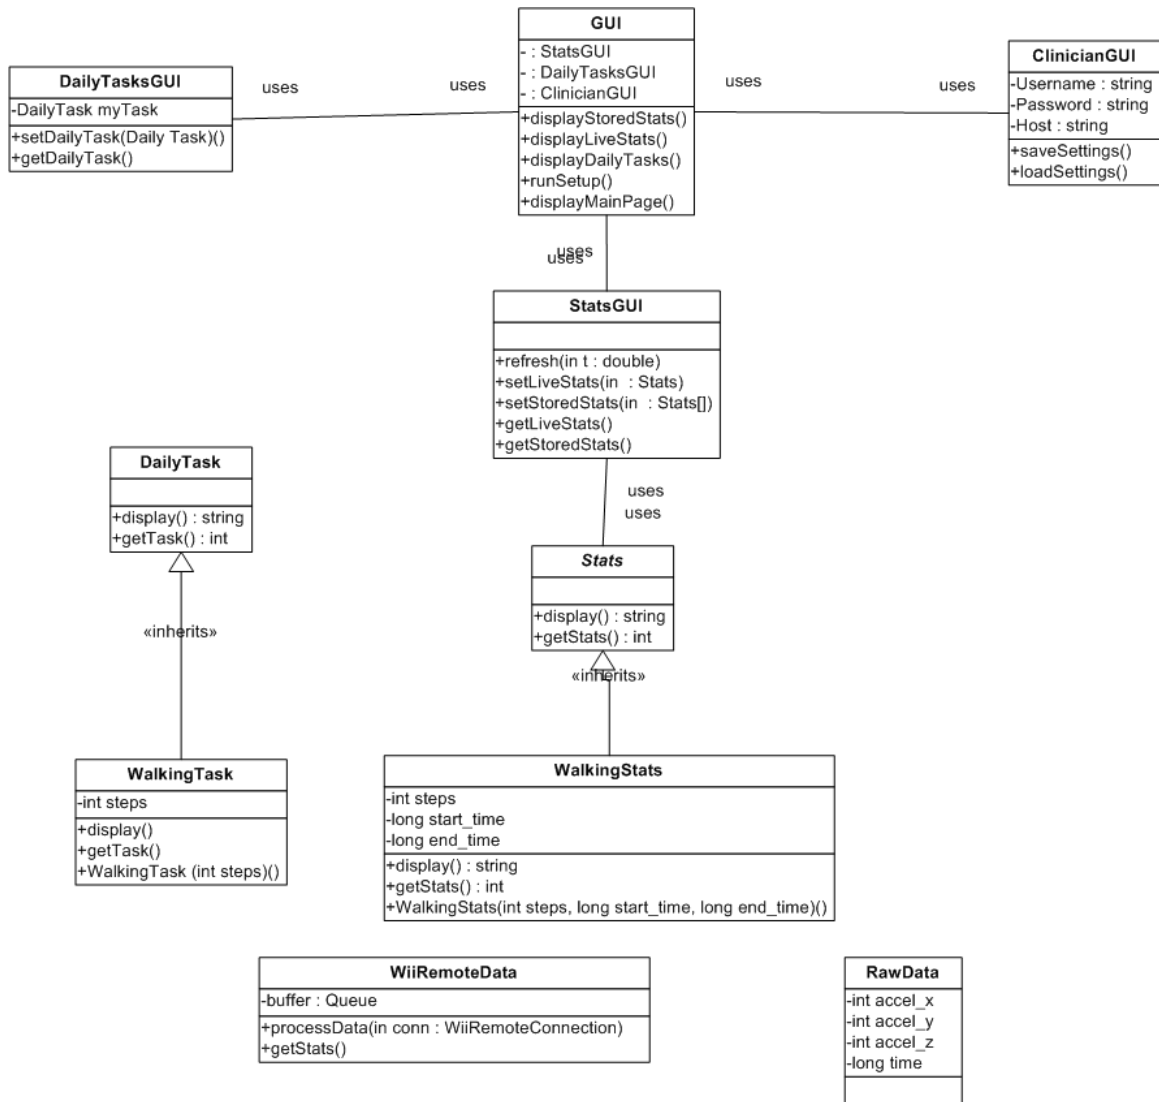 GUI
- : StatsGUI
- : DailyTasksGUI
- : ClinicianGUI
+displayStoredStats()
+displayLiveStats()
+displayDailyTasks()
+runSetup()
+displayMainPage()
DailyTasksGUI
-DailyTask myTask
+setDailyTask(Daily Task)()
+getDailyTask()
uses
uses
uses
uses
ClinicianGUI
-Username : string
-Password : string
-Host : string
+saveSettings()
+loadSettings()
uses
uses
StatsGUI
+refresh(in t : double)
+setLiveStats(in : Stats)
+setStoredStats(in : Stats[])
+getLiveStats()
+getStoredStats()
uses
uses
DailyTask
+display() : string
+getTask() : int
«inherits»
Stats
+display() : string
+getStats() : int
«inherits»
WalkingTask
-int steps
+display()
+getTask()
+WalkingTask (int steps)()
WalkingStats
-int steps
-long start_time
-long end_time
+display() : string
+getStats() : int
+WalkingStats(int steps, long start_time, long end_time)()
WiiRemoteData
-buffer : Queue
+processData(in conn : WiiRemoteConnection)
+getStats()
RawData
-int accel_x
-int accel_y
-int accel_z
-long time